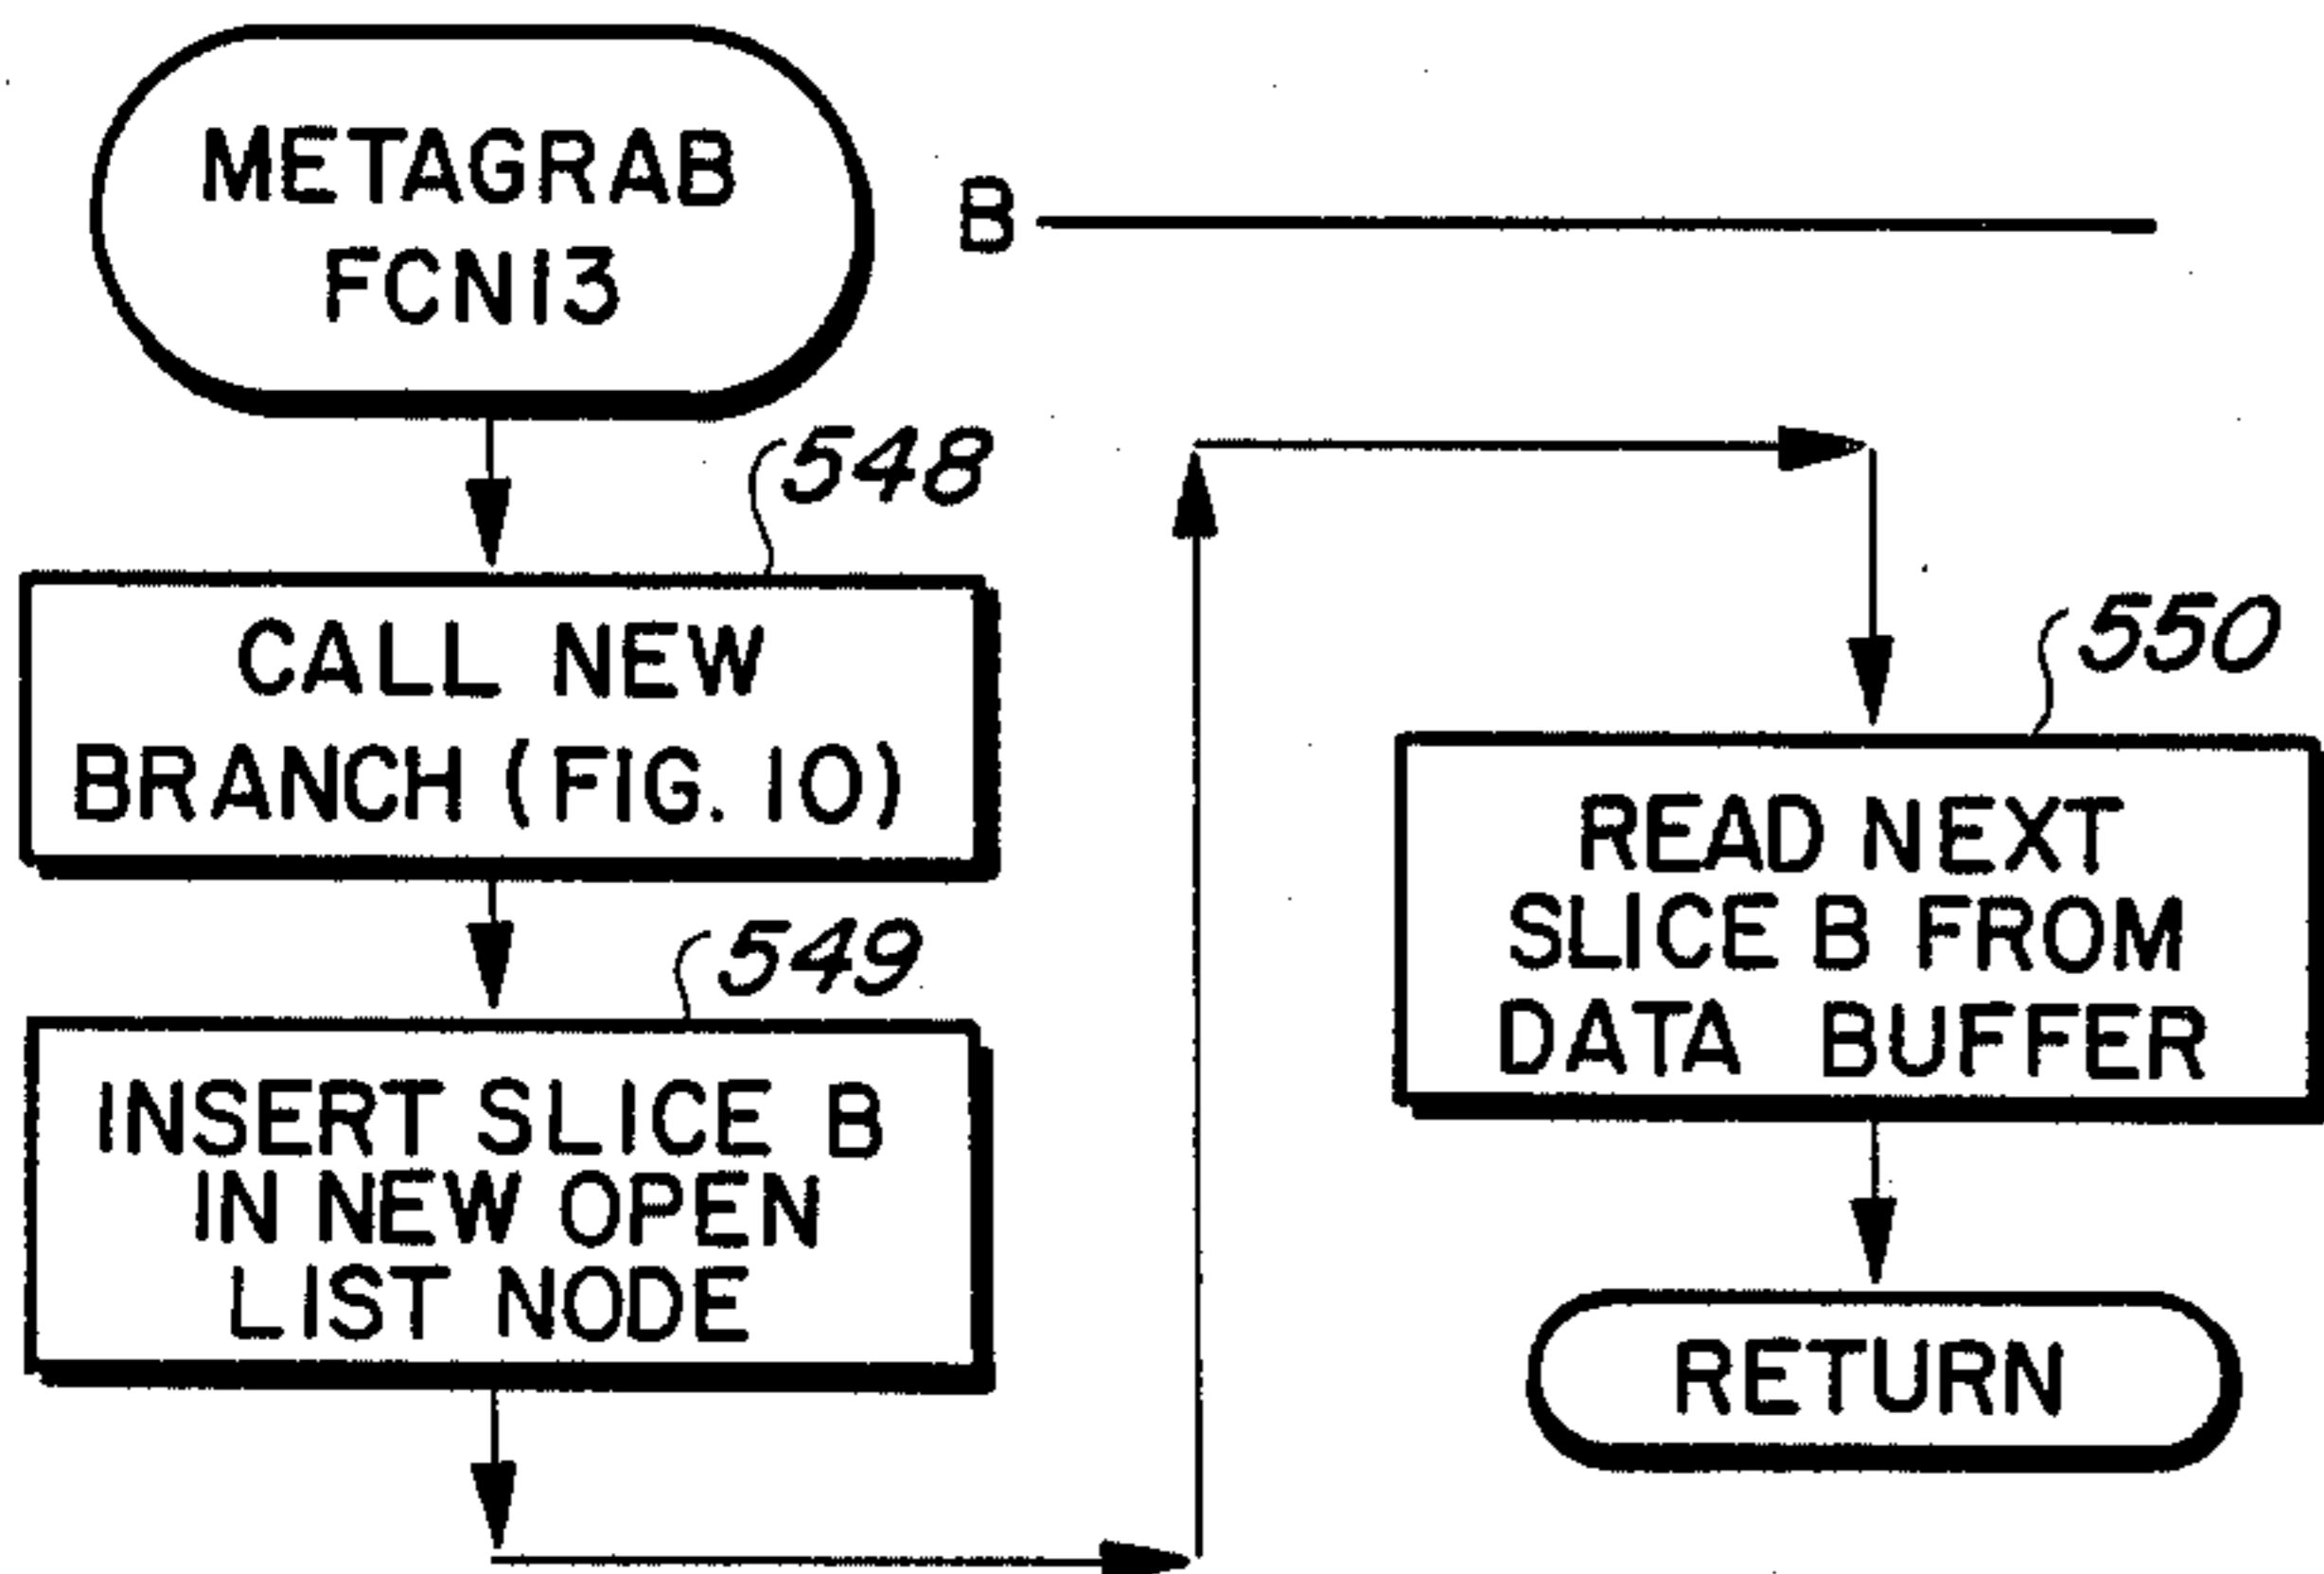 METAGRAB
FCN13
B
548
CALL NEW
BRANCH (FIG. 10)
549
INSERT SLICE B
IN NEW OPEN
LIST NODE
550
READ NEXT
SLICE B FROM
DATA BUFFER
RETURN